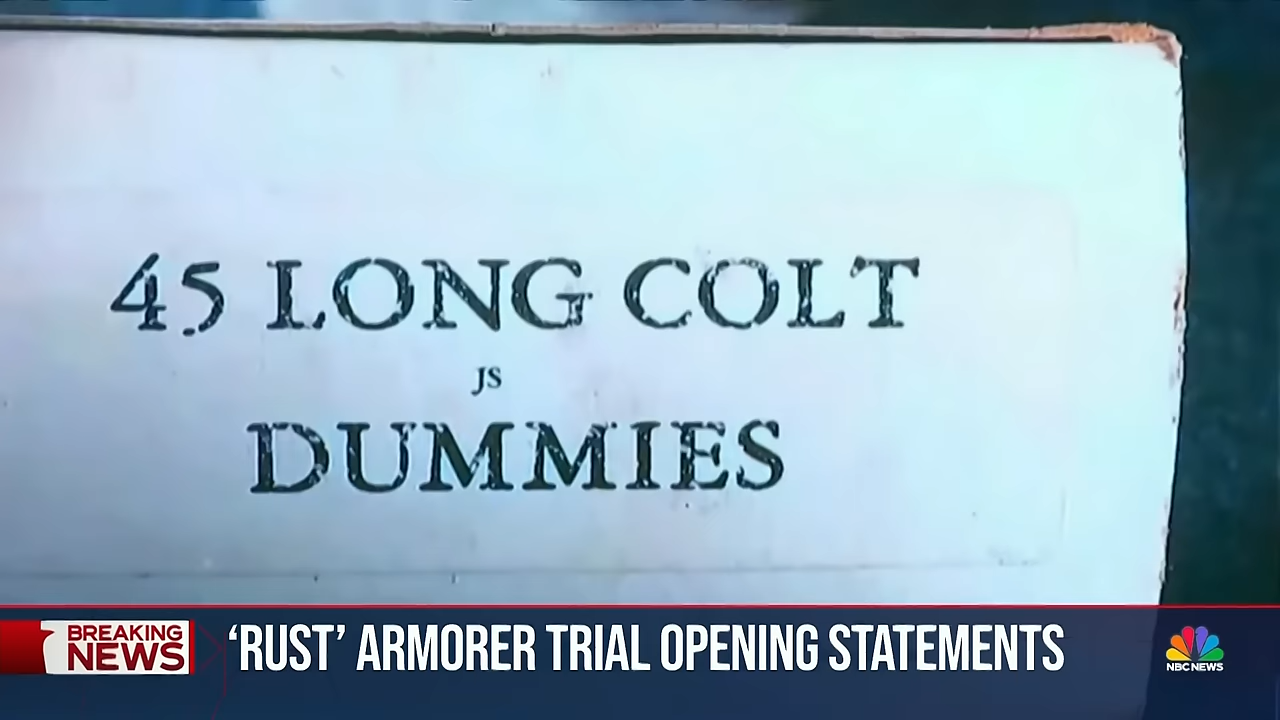 45 LONG COLT
JS
DUMMIES
BREAKING
NEWS
‘RUST’ ARMORER TRIAL OPENING STATEMENTS
NBC NEWS